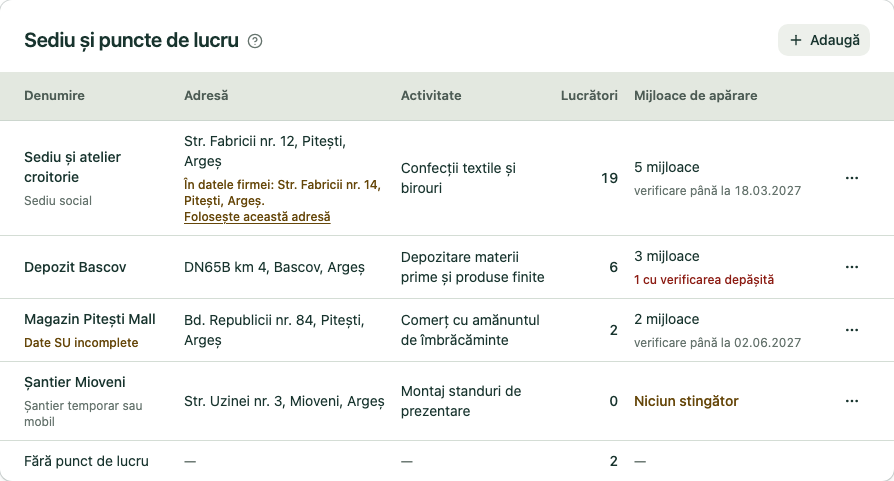 Sediu și puncte de lucru ?
+ Adaugă
Denumire Adresă Activitate Lucrători Mijloace de apărare
Sediu și atelier croitorie
Sediu social
Str. Fabricii nr. 12, Pitești,
Argeș
În datele firmei: Str. Fabricii nr. 14,
Pitești, Argeș.
Folosește această adresă
Confecții textile și
birouri
19
5 mijloace
verificare până la 18.03.2027
Depozit Bascov
DN65B km 4, Bascov, Argeș
Depozitare materii
prime și produse finite
6
3 mijloace
1 cu verificarea depășită
Magazin Pitești Mall
Date SU incomplete
Bd. Republicii nr. 84, Pitești,
Argeș
Comerț cu amănuntul
de îmbrăcăminte
2
2 mijloace
verificare până la 02.06.2027
Șantier Mioveni
Șantier temporar sau
mobil
Str. Uzinei nr. 3, Mioveni, Argeș
Montaj standuri de
prezentare
0
Niciun stingător
Fără punct de lucru — — 2 —